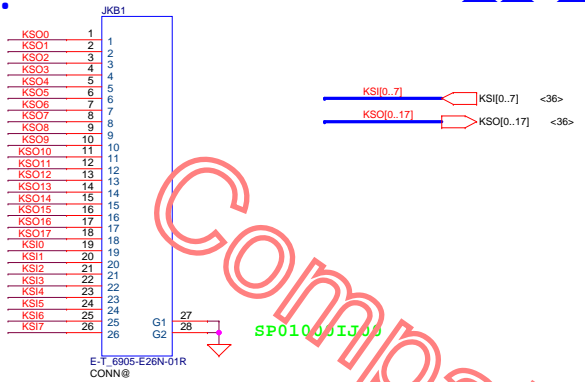 JKB1
KSO0 1 1
KSO1 2 2
KSO2 3 3
KSO3 4 4
KSO4 5 5
KSO5 6 6
KSO6 7 7
KSO7 8 8
KSO8 9 9
KSO9 10 10
KSO10 11 11
KSO11 12 12
KSO12 13 13
KSO13 14 14
KSO14 15 15
KSO15 16 16
KSO16 17 17
KSO17 18 18
KSI0 19 19
KSI1 20 20
KSI2 21 21
KSI3 22 22
KSI4 23 23
KSI5 24 24
KSI6 25 25 G1 27
KSI7 26 26 G2 28
E-T_6905-E26N-01R
CONN@
KSI[0..7] KSI[0..7] <36>
KSO[0..17] KSO[0..17] <36>